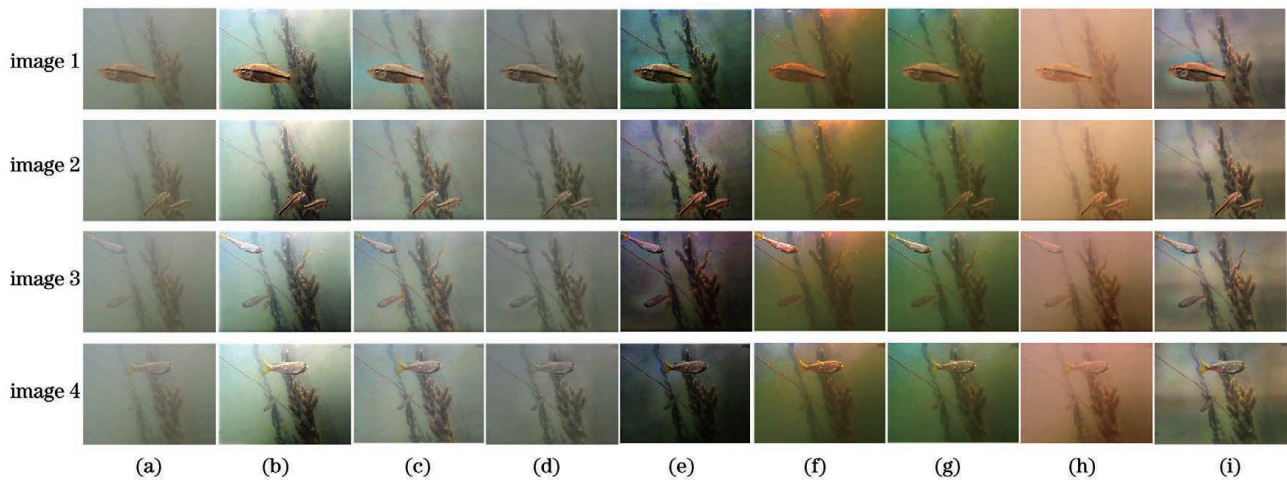 image 1
image 2
image 3
image 4
(a) (b) (c) (d) (e) (f) (g) (h) (i)